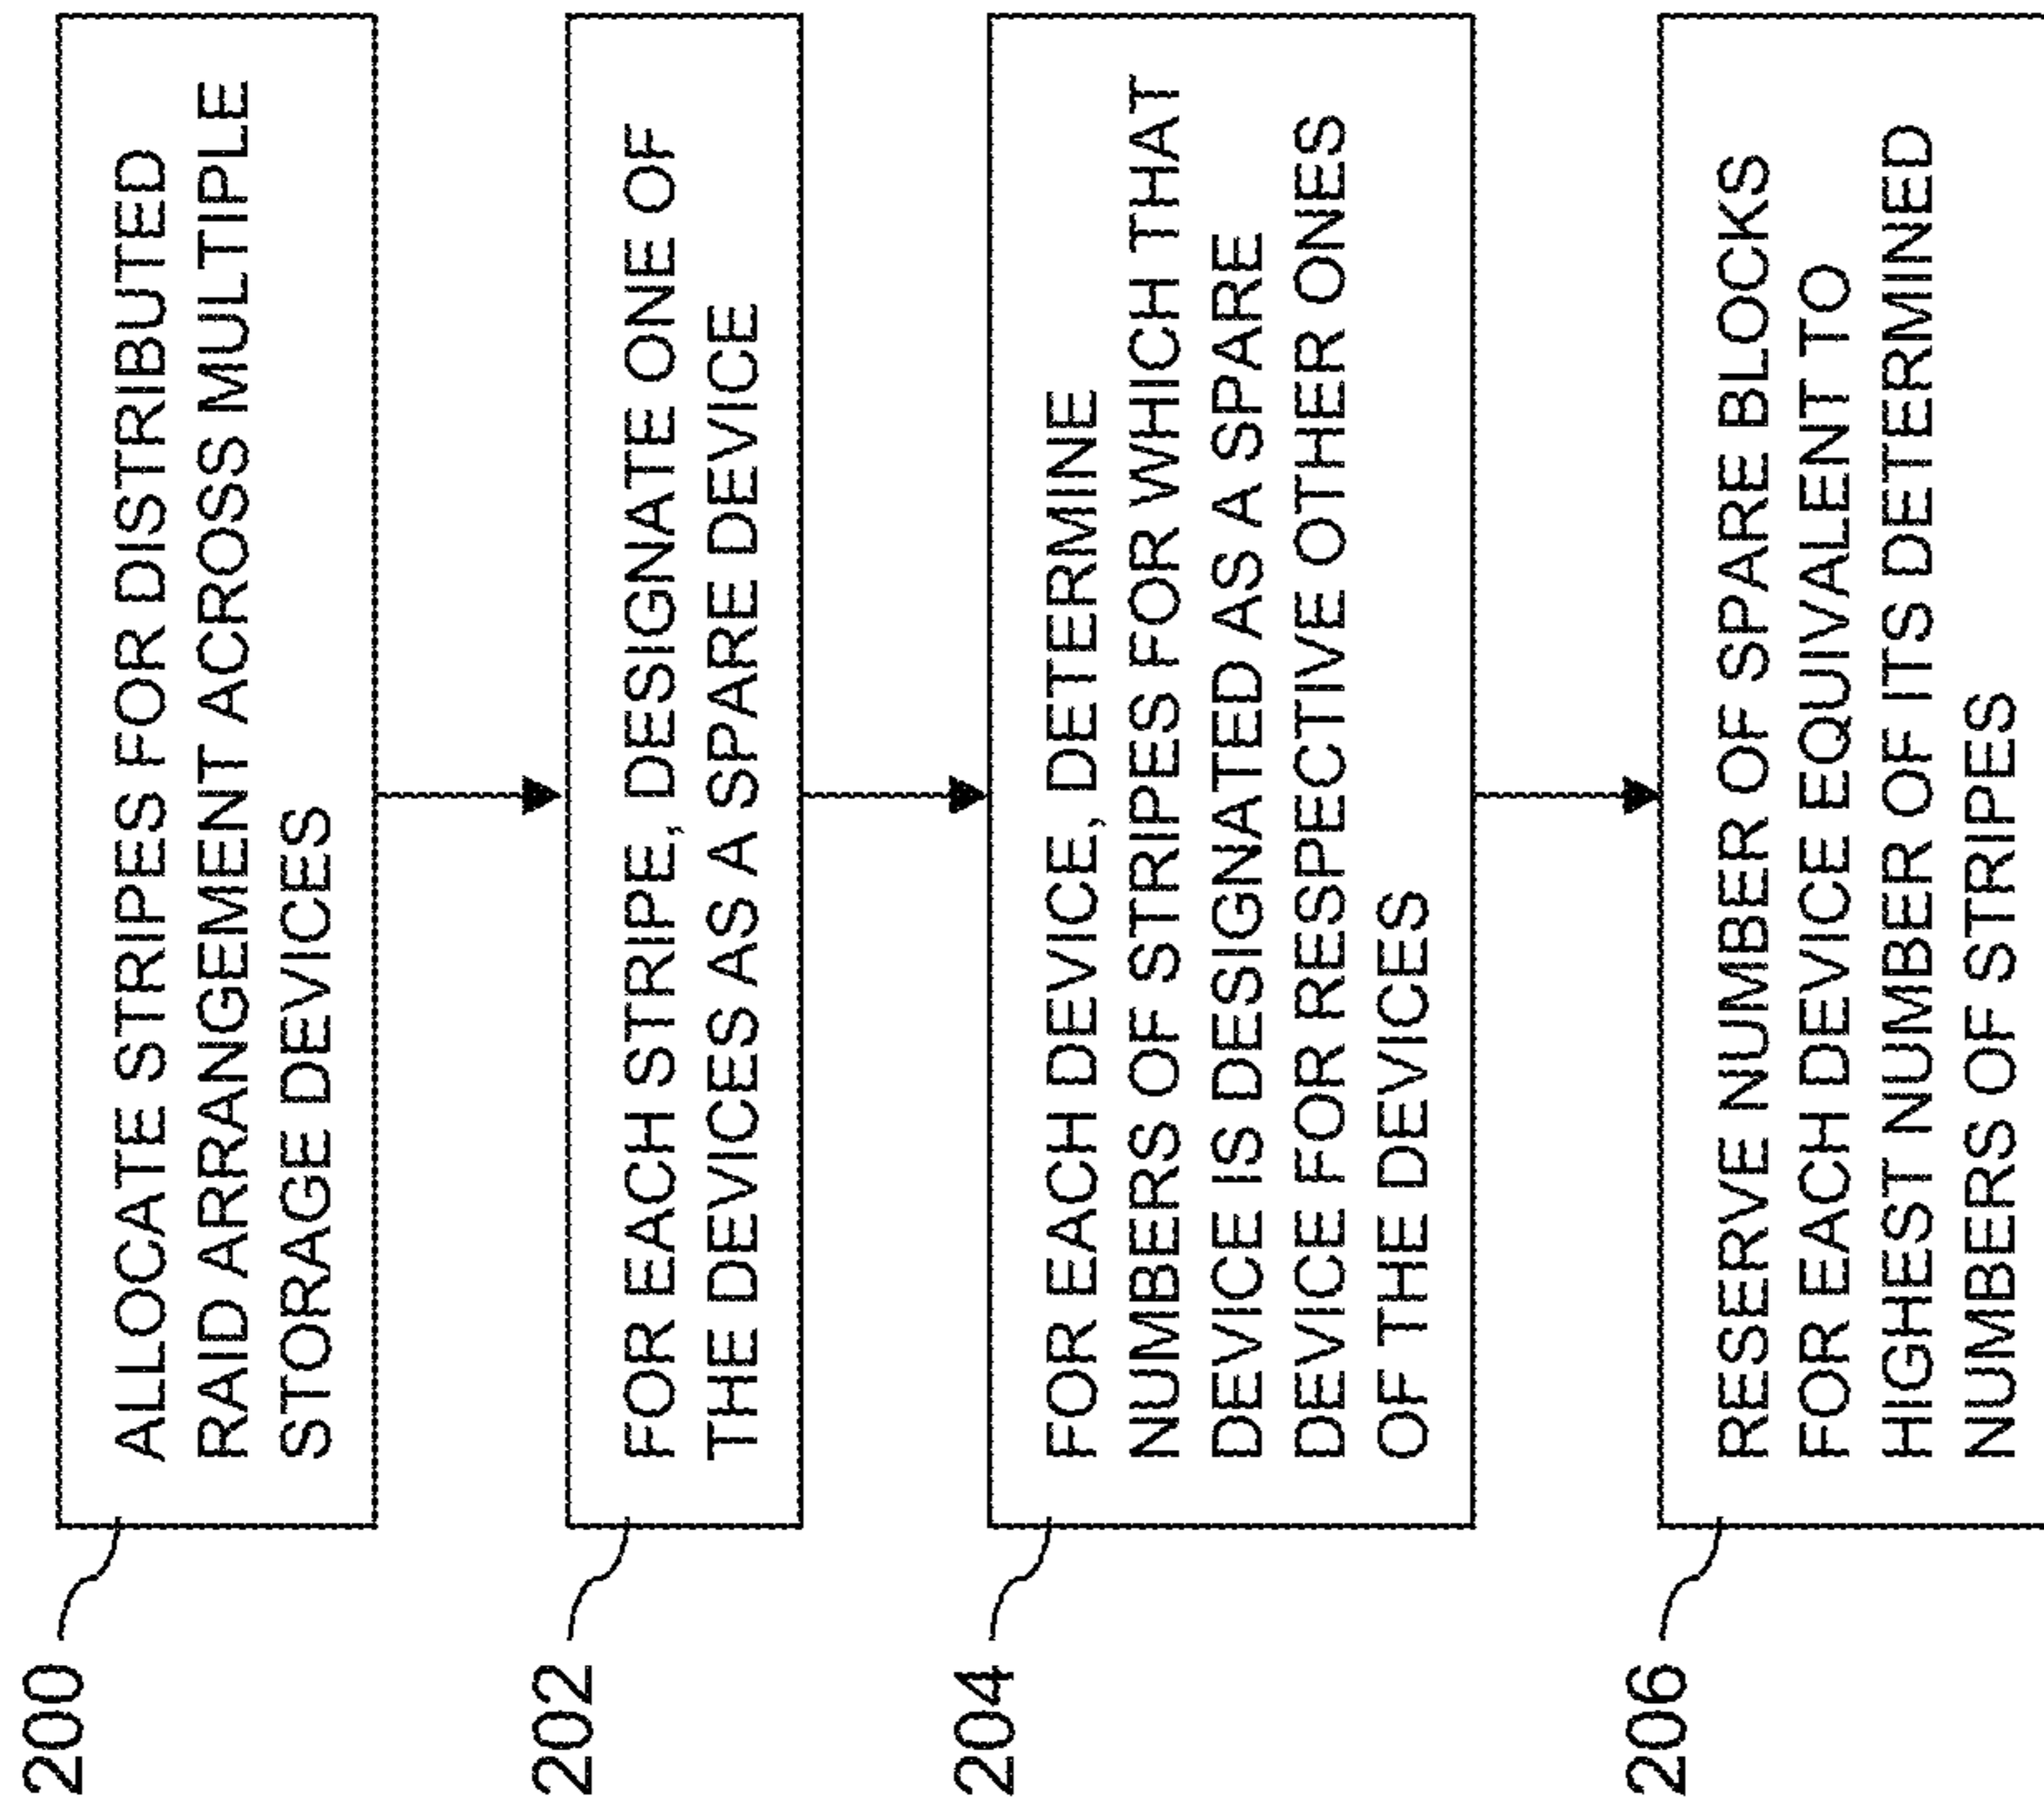 200
ALLOCATE STRIPES FOR DISTRIBUTED
RAID ARRANGEMENT ACROSS MULTIPLE
STORAGE DEVICES
202
FOR EACH STRIPE, DESIGNATE ONE OF
THE DEVICES AS A SPARE DEVICE
204
FOR EACH DEVICE, DETERMINE
NUMBERS OF STRIPES FOR WHICH THAT
DEVICE IS DESIGNATED AS A SPARE
DEVICE FOR RESPECTIVE OTHER ONES
OF THE DEVICES
206
RESERVE NUMBER OF SPARE BLOCKS
FOR EACH DEVICE EQUIVALENT TO
HIGHEST NUMBER OF ITS DETERMINED
NUMBERS OF STRIPES